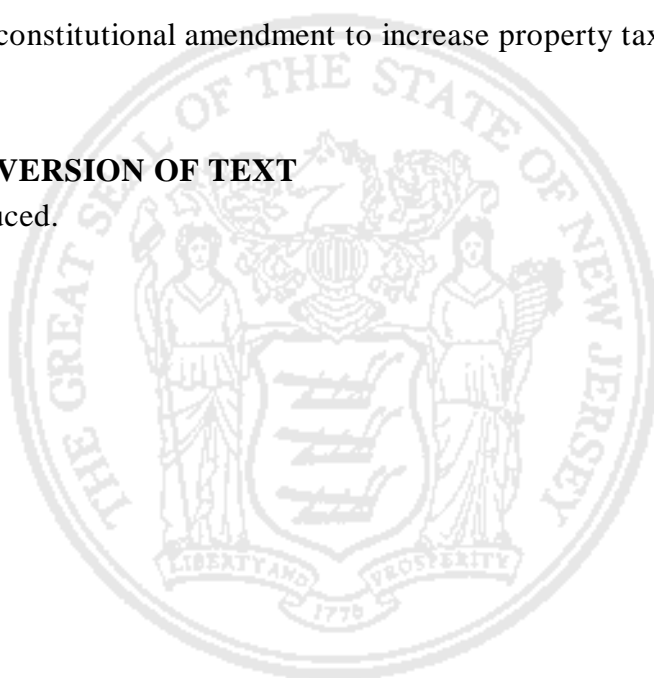 constitutional amendment to increase property tax
VERSION OF TEXT
uced.
THE GREAT SEAL OF THE STATE OF NEW JERSEY
LIBERTY AND PROSPERITY
1776